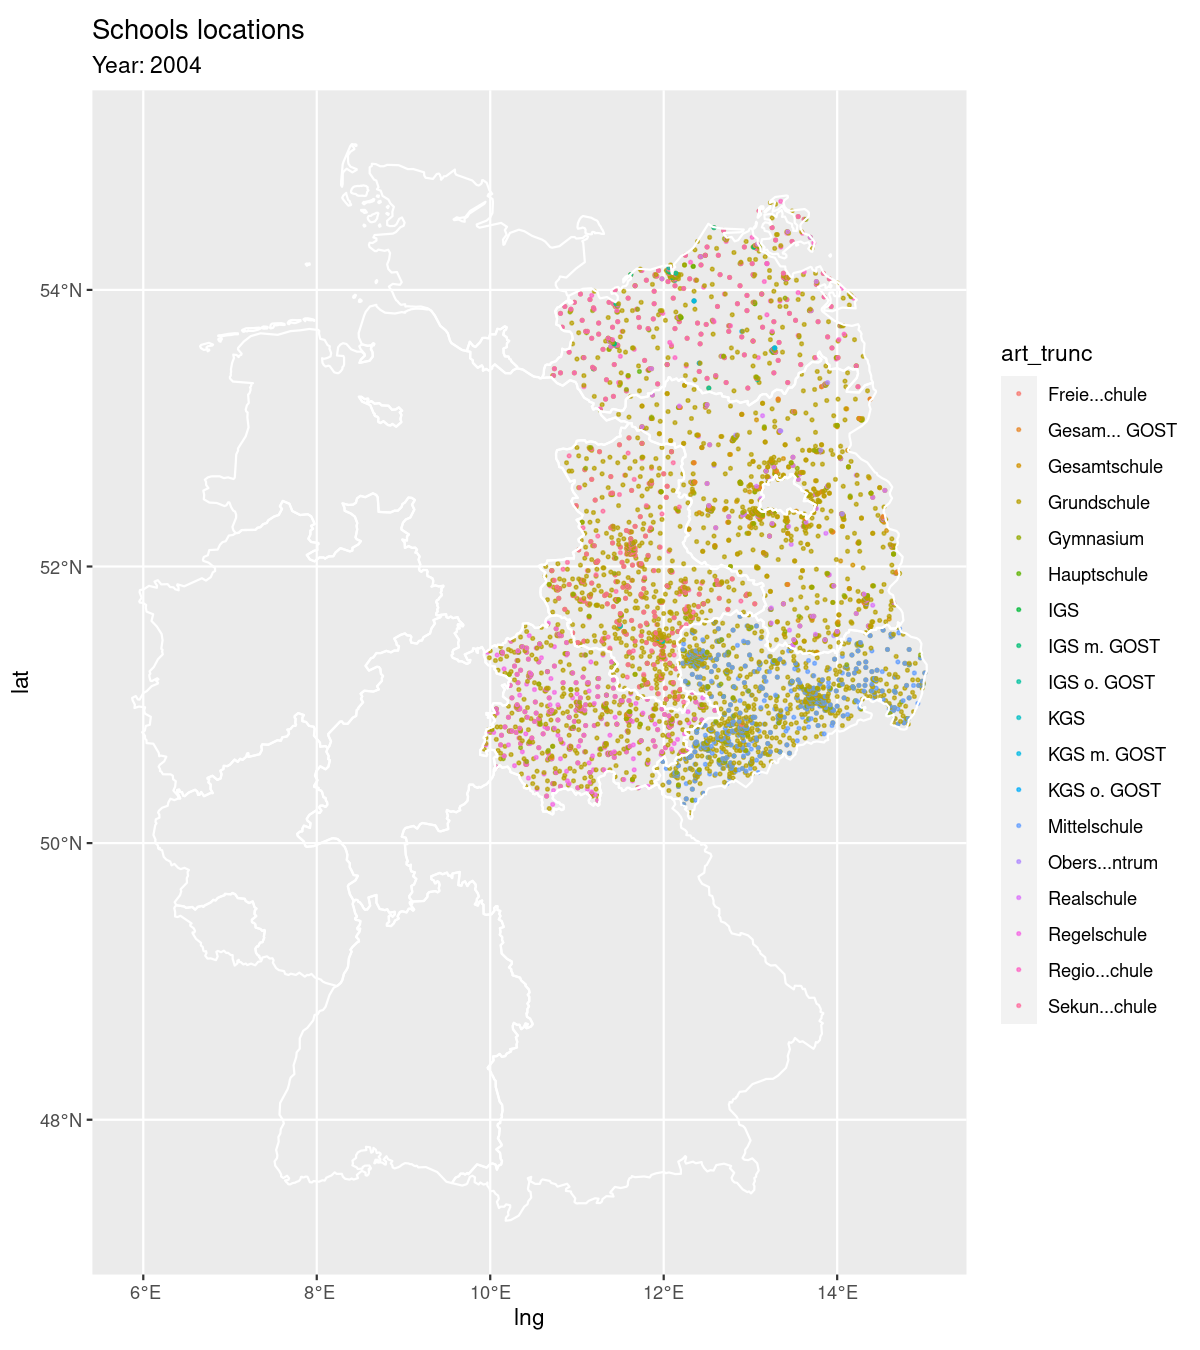 Schools locations
Year: 2004
54°N
52°N
50°N
48°N
lat
6°E
8°E
10°E
12°E
14°E
lng
art_trunc
Freie...chule
Gesam... GOST
Gesamtschule
Grundschule
Gymnasium
Hauptschule
IGS
IGS m. GOST
IGS o. GOST
KGS
KGS m. GOST
KGS o. GOST
Mittelschule
Obers...ntrum
Realschule
Regelschule
Regio...chule
Sekun...chule